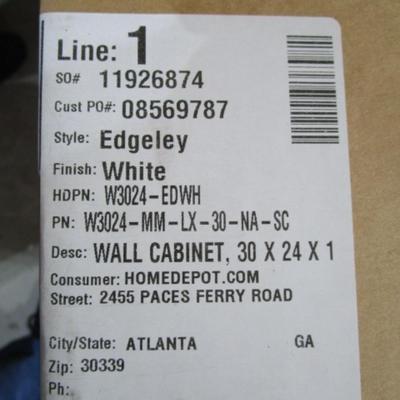 Line: 1
SO# 11926874
Cust PO#: 08569787
Style: Edgeley
Finish: White
HDPN: W3024-EDWH
PN: W3024-MM-LX-30-NA-SC
Desc: WALL CABINET, 30 X 24 X 1
Consumer: HOMEDEPOT.COM
Street: 2455 PACES FERRY ROAD
City/State: ATLANTA GA
Zip: 30339
Ph: